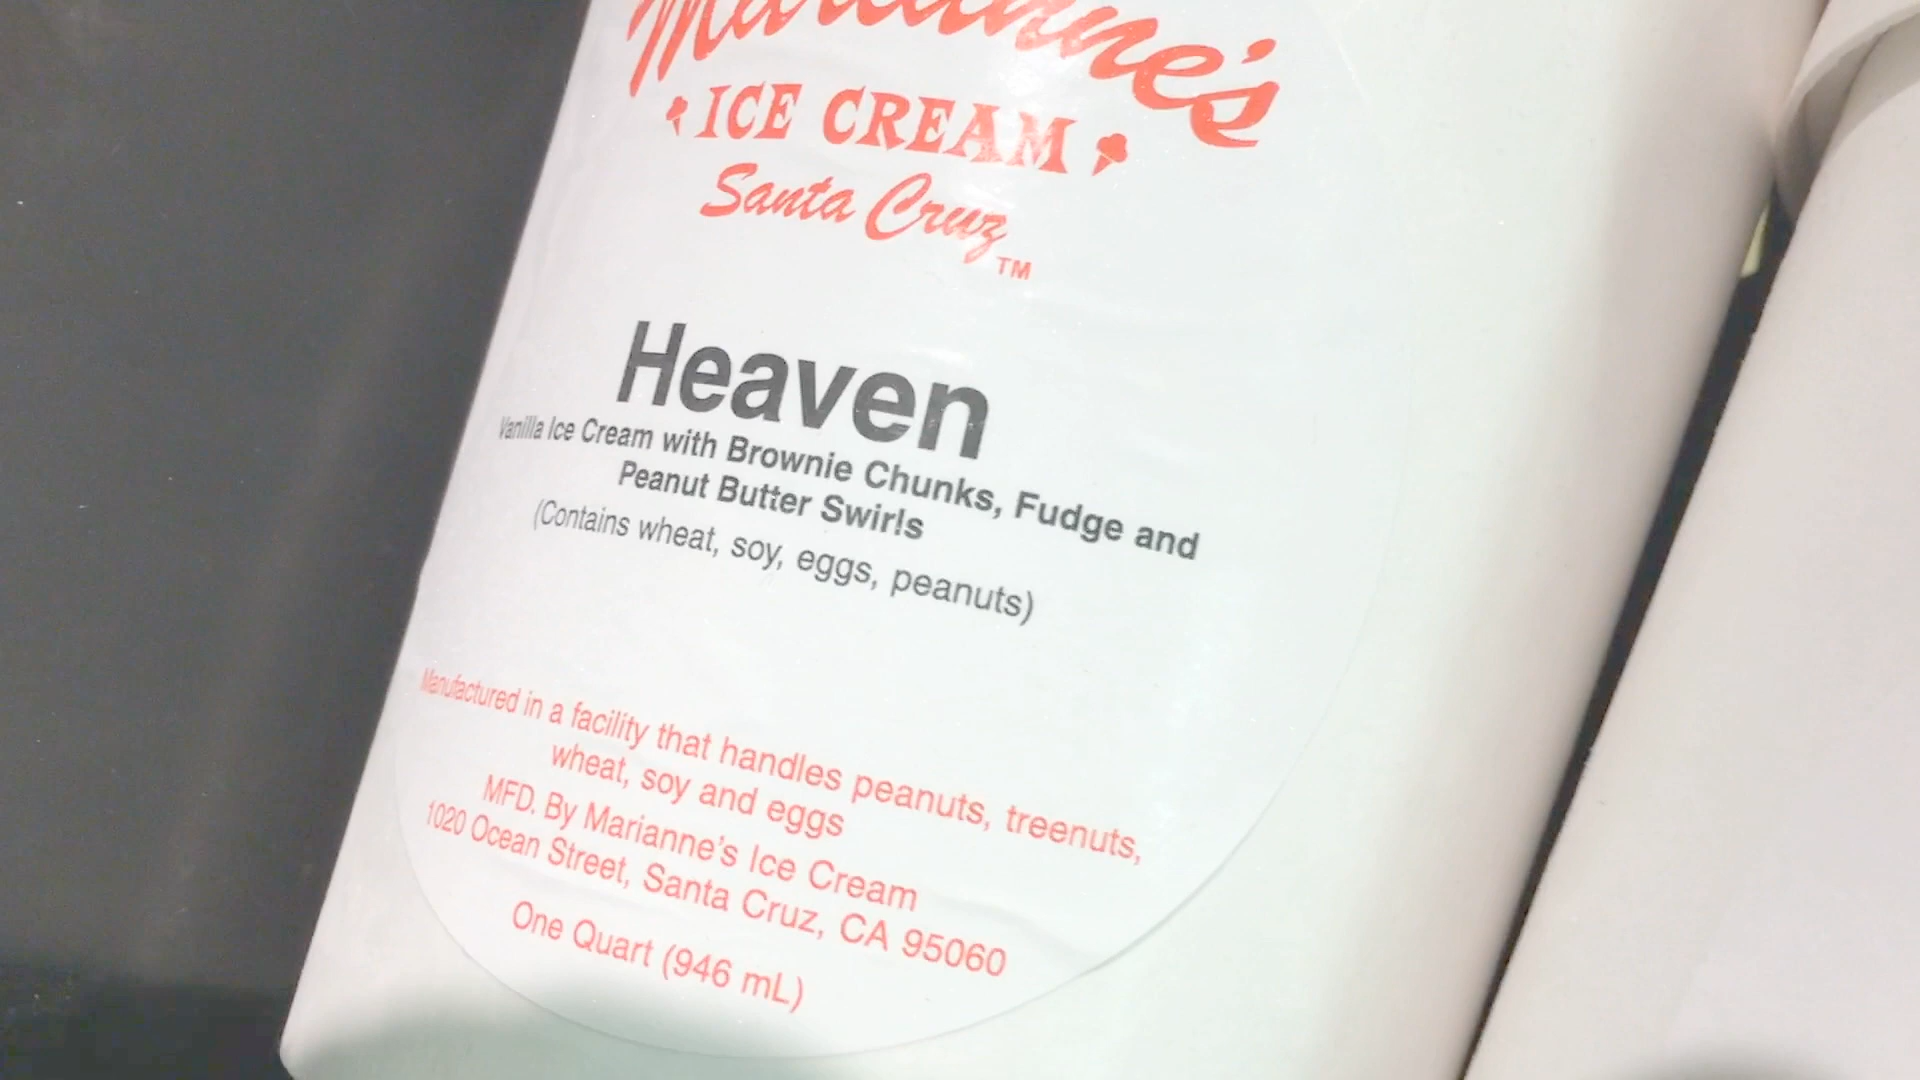 Marianne's
ICE CREAM
Santa Cruz
TM
Heaven
Vanilla Ice Cream with Brownie Chunks, Fudge and
Peanut Butter Swirls
(Contains wheat, soy, eggs, peanuts)
Manufactured in a facility that handles peanuts, treenuts,
wheat, soy and eggs
MFD. By Marianne's Ice Cream
1020 Ocean Street, Santa Cruz, CA 95060
One Quart (946 mL)